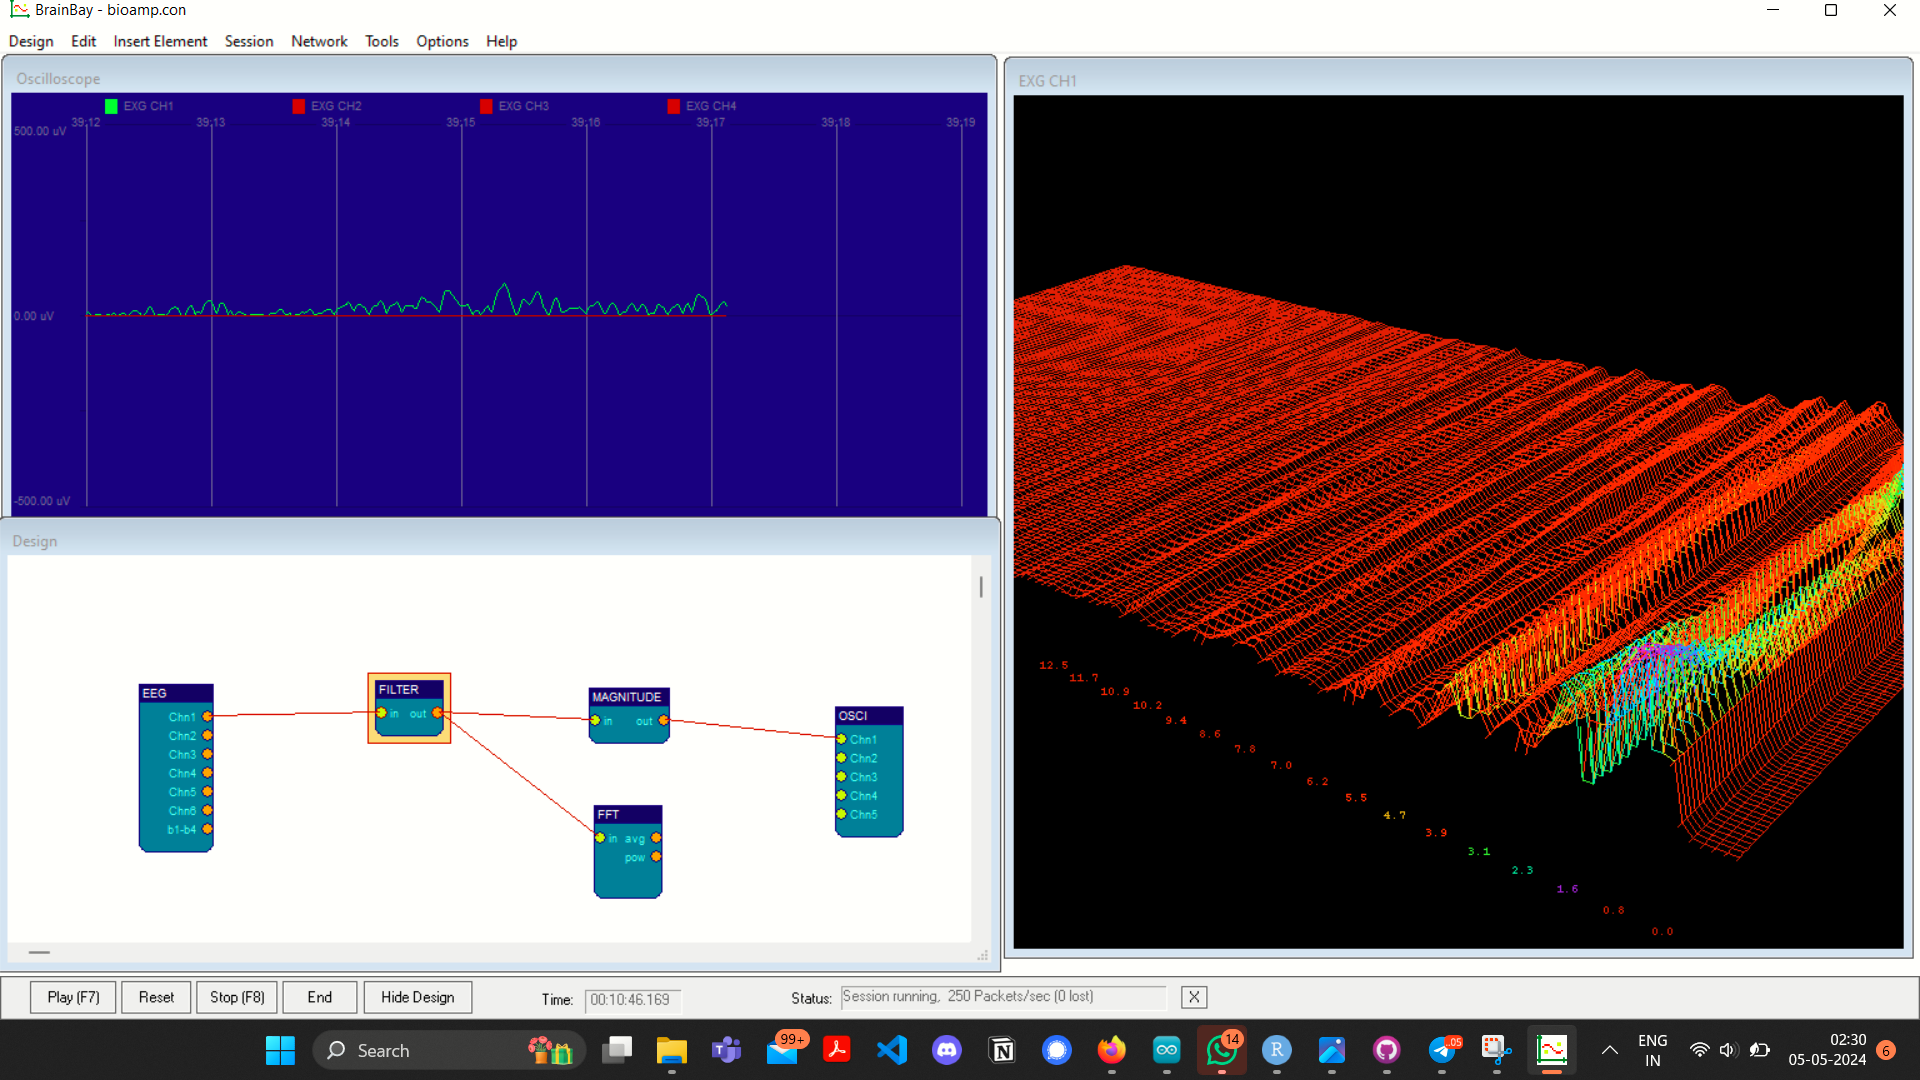 BrainBay - bioamp.con
Design Edit Insert Element Session Network Tools Options Help
Oscilloscope
EXG CH1 EXG CH2 EXG CH3 EXG CH4
39:12 39:13 39:14 39:15 39:16 39:17 39:18 39:19
500.00 uV
0.00 uV
-500.00 uV
EXG CH1
12.5
11.7
10.9
10.2
9.4
8.6
7.8
7.0
6.2
5.5
4.7
3.9
3.1
2.3
1.6
0.8
0.0
Design
EEG
Chn1
Chn2
Chn3
Chn4
Chn5
Chn6
b1-b4
FILTER
in out
MAGNITUDE
in out
FFT
in avg
pow
OSCI
Chn1
Chn2
Chn3
Chn4
Chn5
Play (F7) Reset Stop (F8) End Hide Design Time: 00:10:46.169 Status: Session running, 250 Packets/sec (0 lost) X
Search
99+
14
.05
ENG
IN
02:30
05-05-2024
6